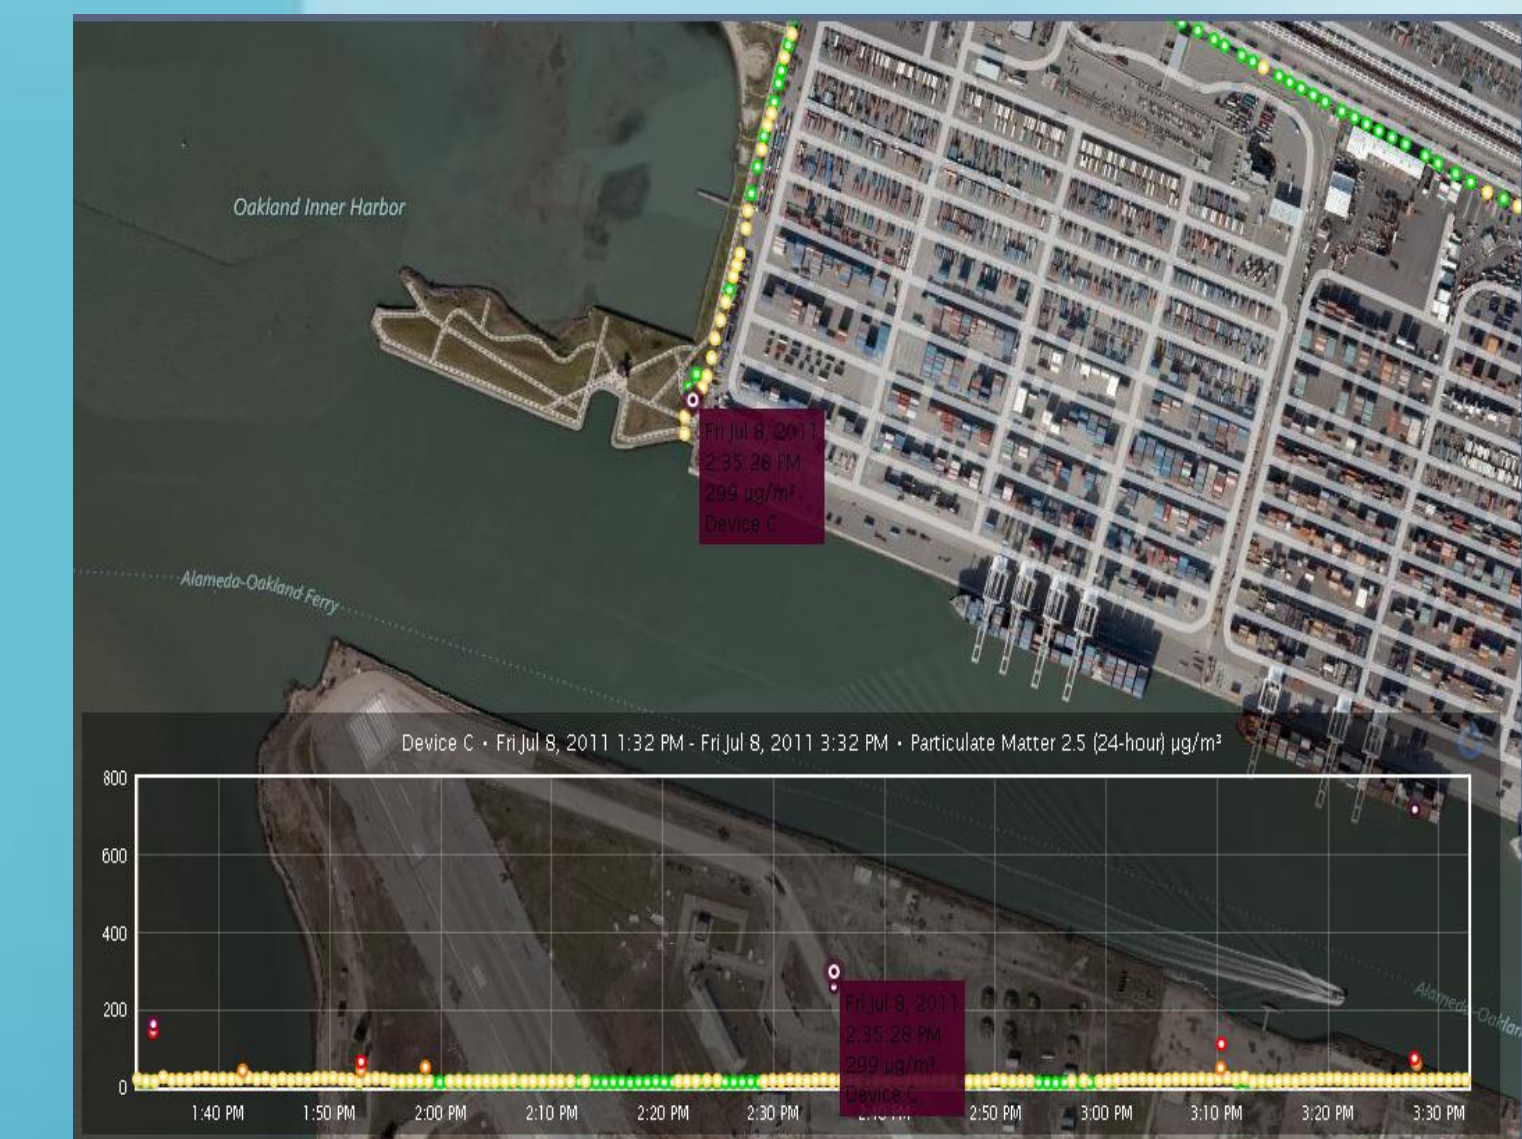 Oakland Inner Harbor
Fri Jul 8, 2011
2:35:28 PM
299 µg/m³
Device C
Alameda-Oakland Ferry
Device C • Fri Jul 8, 2011 1:32 PM - Fri Jul 8, 2011 3:32 PM • Particulate Matter 2.5 (24-hour) µg/m³
800
600
400
200
0
Alameda-Oaklan
Fri Jul 8, 2011
2:35:28 PM
299 µg/m³
Device C
1:40 PM 1:50 PM 2:00 PM 2:10 PM 2:20 PM 2:30 PM 2:40 PM 2:50 PM 3:00 PM 3:10 PM 3:20 PM 3:30 PM